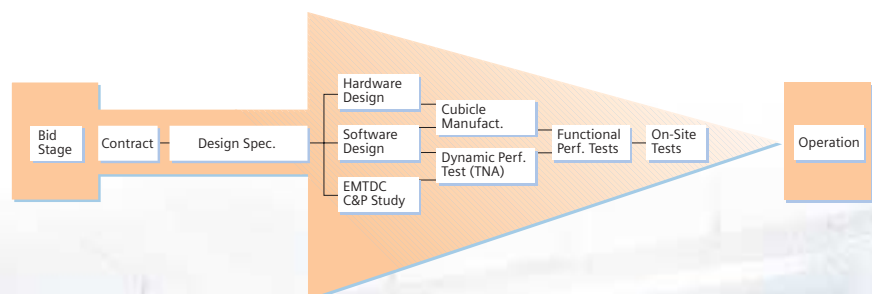 Bid
Stage
Contract
Design Spec.
Hardware
Design
Software
Design
EMTDC
C&P Study
Cubicle
Manufact.
Dynamic Perf.
Test (TNA)
Functional
Perf. Tests
On-Site
Tests
Operation